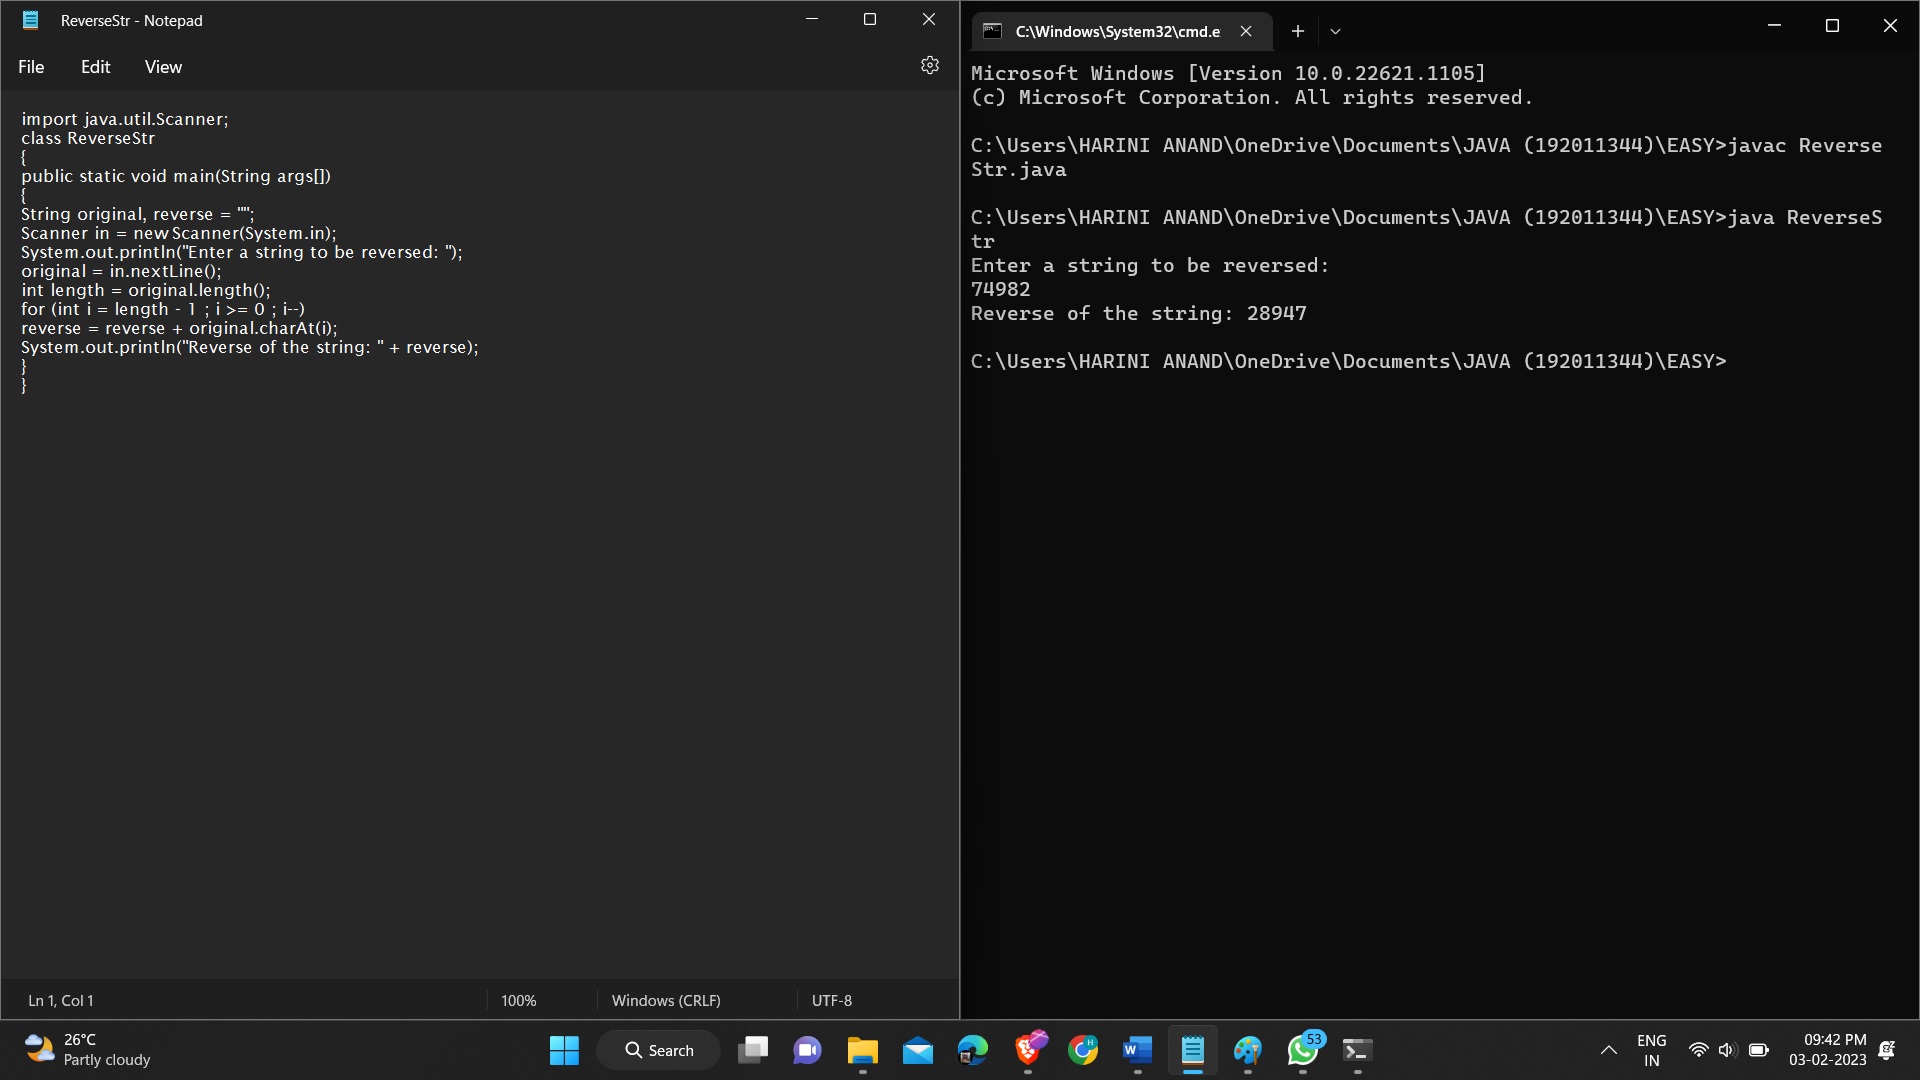 ReverseStr - Notepad
File Edit View
import java.util.Scanner;
class ReverseStr
{
public static void main(String args[])
{
String original, reverse = "";
Scanner in = new Scanner(System.in);
System.out.println("Enter a string to be reversed: ");
original = in.nextLine();
int length = original.length();
for (int i = length - 1 ; i >= 0 ; i--)
reverse = reverse + original.charAt(i);
System.out.println("Reverse of the string: " + reverse);
}
}
Ln 1, Col 1 100% Windows (CRLF) UTF-8
C:\Windows\System32\cmd.e
Microsoft Windows [Version 10.0.22621.1105]
(c) Microsoft Corporation. All rights reserved.
C:\Users\HARINI ANAND\OneDrive\Documents\JAVA (192011344)\EASY>javac Reverse
Str.java
C:\Users\HARINI ANAND\OneDrive\Documents\JAVA (192011344)\EASY>java ReverseS
tr
Enter a string to be reversed:
74982
Reverse of the string: 28947
C:\Users\HARINI ANAND\OneDrive\Documents\JAVA (192011344)\EASY>
26°C
Partly cloudy
Search
H
W
53
ENG
IN
09:42 PM
03-02-2023